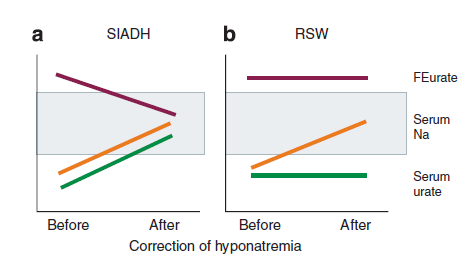 a SIADH
b RSW
FEurate
Serum
Na
Serum
urate
Before After
Before After
Correction of hyponatremia